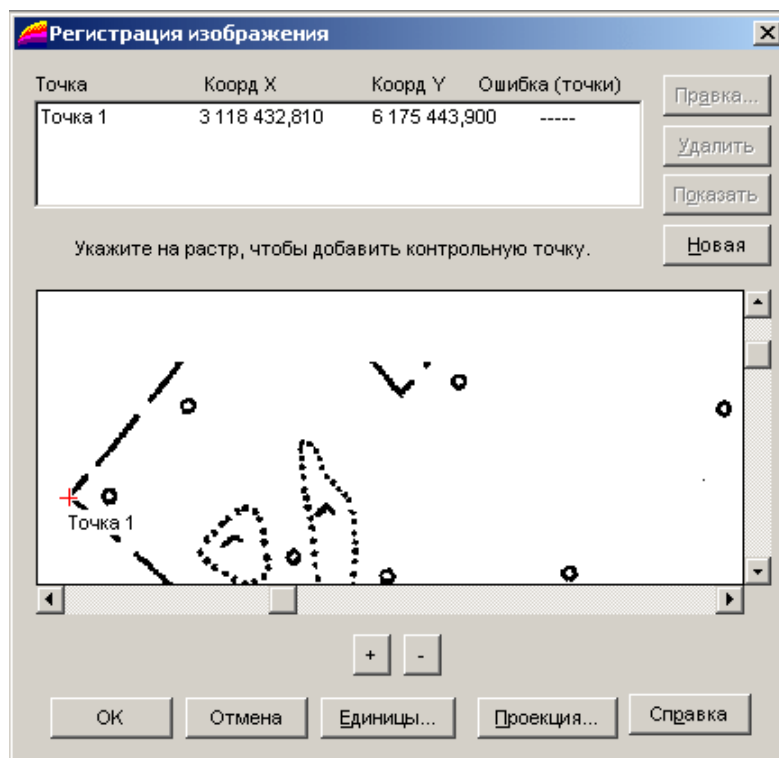 Регистрация изображения
Точка Коорд X Коорд Y Ошибка (точки)
Точка 1 3 118 432,810 6 175 443,900 -----
Правка...
Удалить
Показать
Новая
Укажите на растр, чтобы добавить контрольную точку.
Точка 1
+ -
OK Отмена Единицы... Проекция... Справка